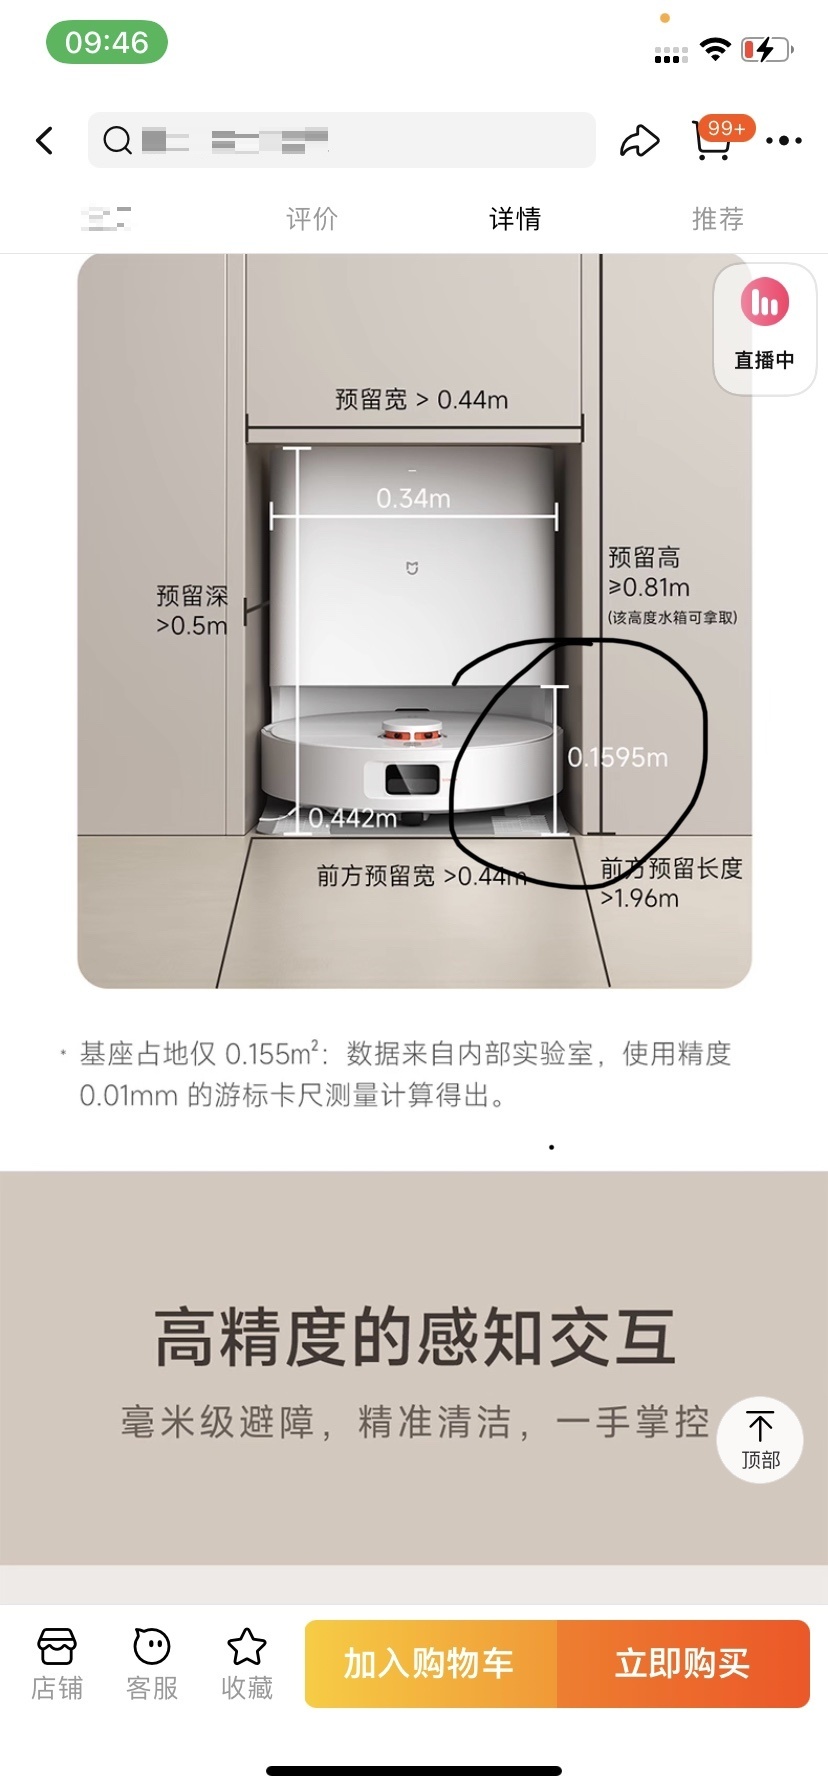 09:46
99+
评价
详情
推荐
直播中
预留宽 > 0.44m
0.34m
预留高
≥0.81m
(该高度水箱可拿取)
预留深
>0.5m
0.1595m
0.442m
前方预留宽 >0.44m
前方预留长度
>1.96m
* 基座占地仅 0.155m²：数据来自内部实验室，使用精度
0.01mm 的游标卡尺测量计算得出。
高精度的感知交互
毫米级避障，精准清洁，一手掌控
顶部
店铺
客服
收藏
加入购物车
立即购买